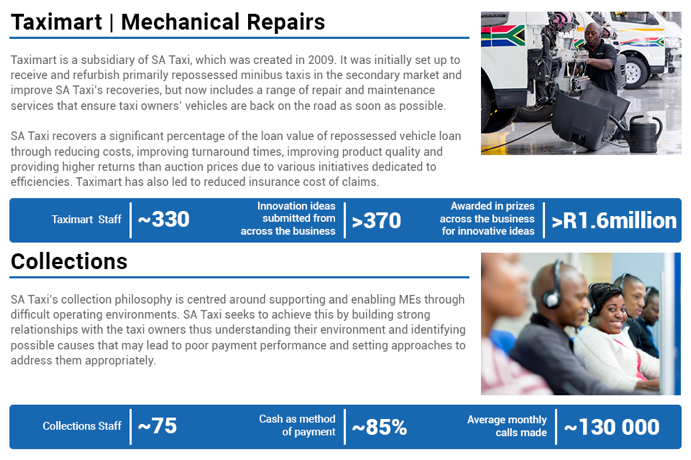 Taximart | Mechanical Repairs
Taximart is a subsidiary of SA Taxi, which was created in 2009. It was initially set up to
receive and refurbish primarily repossessed minibus taxis in the secondary market and
improve SA Taxi's recoveries, but now includes a range of repair and maintenance
services that ensure taxi owners' vehicles are back on the road as soon as possible.
SA Taxi recovers a significant percentage of the loan value of repossessed vehicle loan
through reducing costs, improving turnaround times, improving product quality and
providing higher returns than auction prices due to various initiatives dedicated to
efficiencies. Taximart has also led to reduced insurance cost of claims.
Taximart Staff
~330
Innovation ideas
submitted from
across the business
>370
Awarded in prizes
across the business
for innovative ideas
>R1.6million
Collections
SA Taxi's collection philosophy is centred around supporting and enabling MEs through
difficult operating environments. SA Taxi seeks to achieve this by building strong
relationships with the taxi owners thus understanding their environment and identifying
possible causes that may lead to poor payment performance and setting approaches to
address them appropriately.
Collections Staff
~75
Cash as method
of payment
~85%
Average monthly
calls made
~130 000